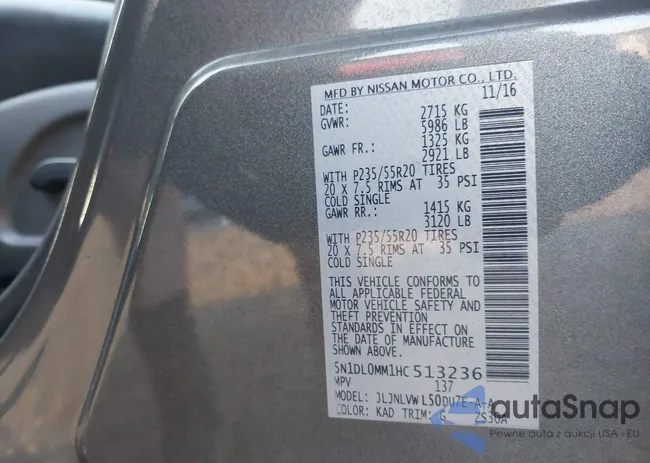 MFD BY NISSAN MOTOR CO., LTD.
DATE: 11/16
GVWR: 2715 KG
5986 LB
GAWR FR.: 1325 KG
2921 LB
WITH P235/55R20 TIRES
20 X 7.5 RIMS AT 35 PSI
COLD SINGLE
GAWR RR.: 1415 KG
3120 LB
WITH P235/55R20 TIRES
20 X 7.5 RIMS AT 35 PSI
COLD SINGLE
THIS VEHICLE CONFORMS TO
ALL APPLICABLE FEDERAL
MOTOR VEHICLE SAFETY AND
THEFT PREVENTION
STANDARDS IN EFFECT ON
THE DATE OF MANUFACTURE
SHOWN ABOVE.
5N1DL0MM1HC513236
MPV 137
MODEL: JLJNLVW L50DU7E-A-A
COLOR: KAD TRIM: G
autoSnap
Pewne auto z aukcji USA i EU